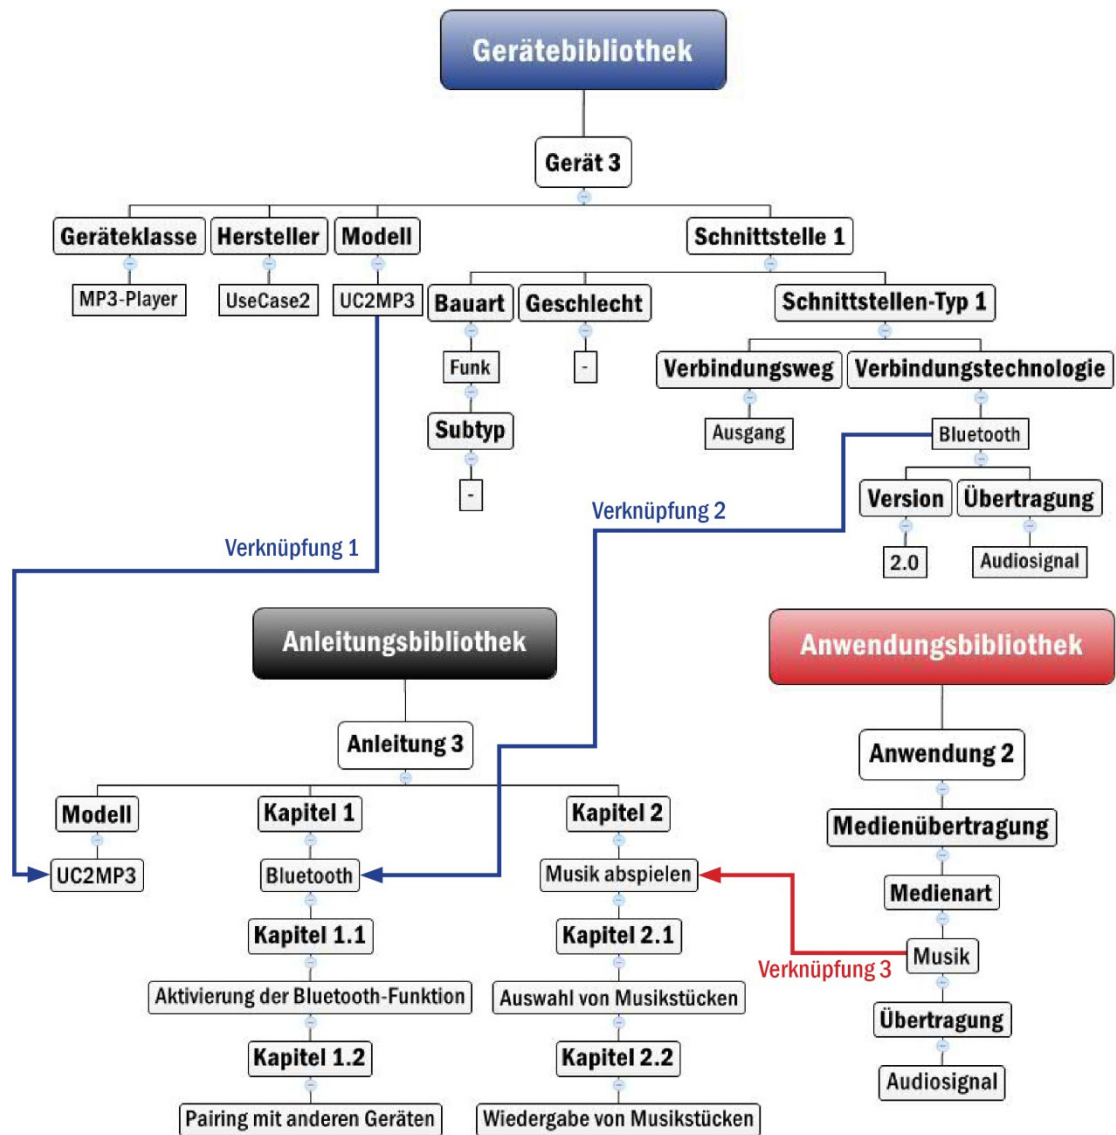 Gerätebibliothek
Gerät 3
Geräteklasse
Hersteller
Modell
Schnittstelle 1
MP3-Player
UseCase2
UC2MP3
Bauart
Geschlecht
Schnittstellen-Typ 1
Funk
-
Verbindungsweg
Verbindungstechnologie
Subtyp
Ausgang
Bluetooth
-
Version
Übertragung
Verknüpfung 1
Verknüpfung 2
2.0
Audiosignal
Anleitungsbibliothek
Anleitung 3
Modell
Kapitel 1
Kapitel 2
UC2MP3
Bluetooth
Musik abspielen
Kapitel 1.1
Kapitel 2.1
Aktivierung der Bluetooth-Funktion
Auswahl von Musikstücken
Kapitel 1.2
Kapitel 2.2
Pairing mit anderen Geräten
Wiedergabe von Musikstücken
Anwendungsbibliothek
Anwendung 2
Medienübertragung
Medienart
Musik
Verknüpfung 3
Übertragung
Audiosignal